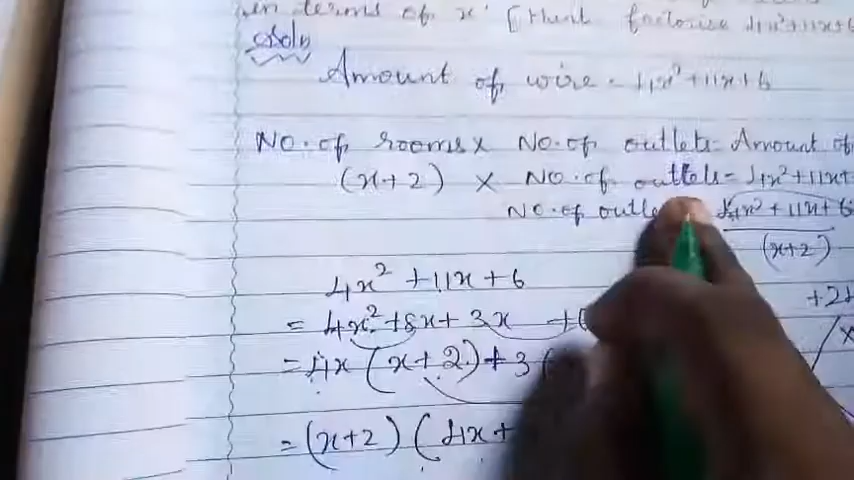 in terms of x' [Hint factorise 4x²+11x+6
Soln
Amount of wire = 4x²+11x+6
No. of rooms x No. of outlets = Amount of
(x+2) x No. of outlets = 4x²+11x+
No. of outle 4x²+11x+6
(x+2)
4x² +11x +6
+24
= 4x² +8x + 3x +
= 4x (x+2) +3
= (x+2) (4x+